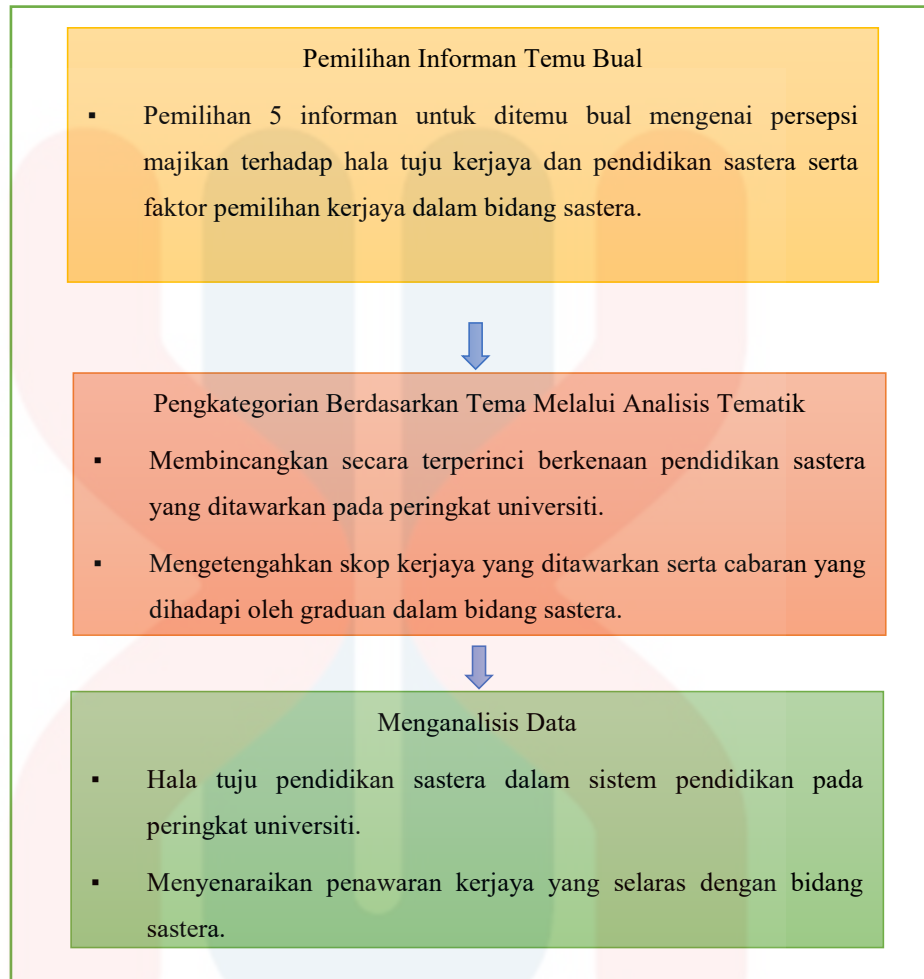 Pemilihan Informan Temu Bual
▪ Pemilihan 5 informan untuk ditemu bual mengenai persepsi
majikan terhadap hala tuju kerjaya dan pendidikan sastera serta
faktor pemilihan kerjaya dalam bidang sastera.
Pengkategorian Berdasarkan Tema Melalui Analisis Tematik
▪ Membincangkan secara terperinci berkenaan pendidikan sastera
yang ditawarkan pada peringkat universiti.
▪ Mengetengahkan skop kerjaya yang ditawarkan serta cabaran yang
dihadapi oleh graduan dalam bidang sastera.
Menganalisis Data
▪ Hala tuju pendidikan sastera dalam sistem pendidikan pada
peringkat universiti.
▪ Menyenaraikan penawaran kerjaya yang selaras dengan bidang
sastera.